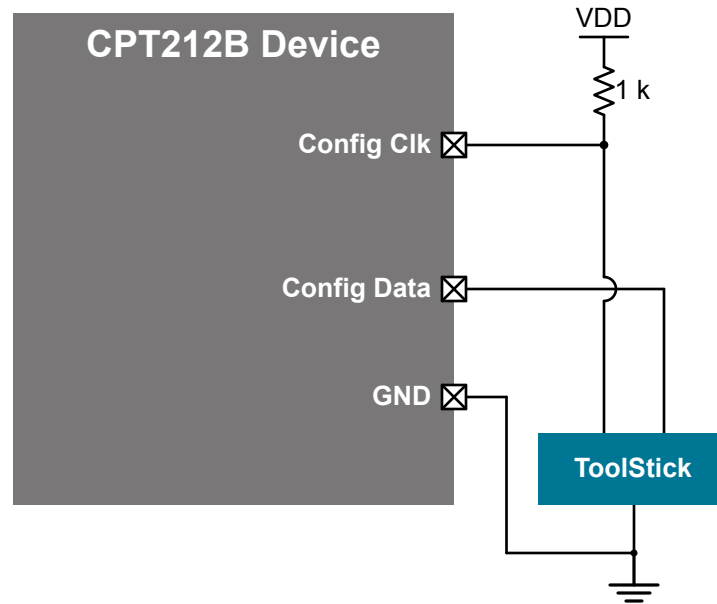 CPT212B Device
VDD
1 k
Config Clk
Config Data
GND
ToolStick